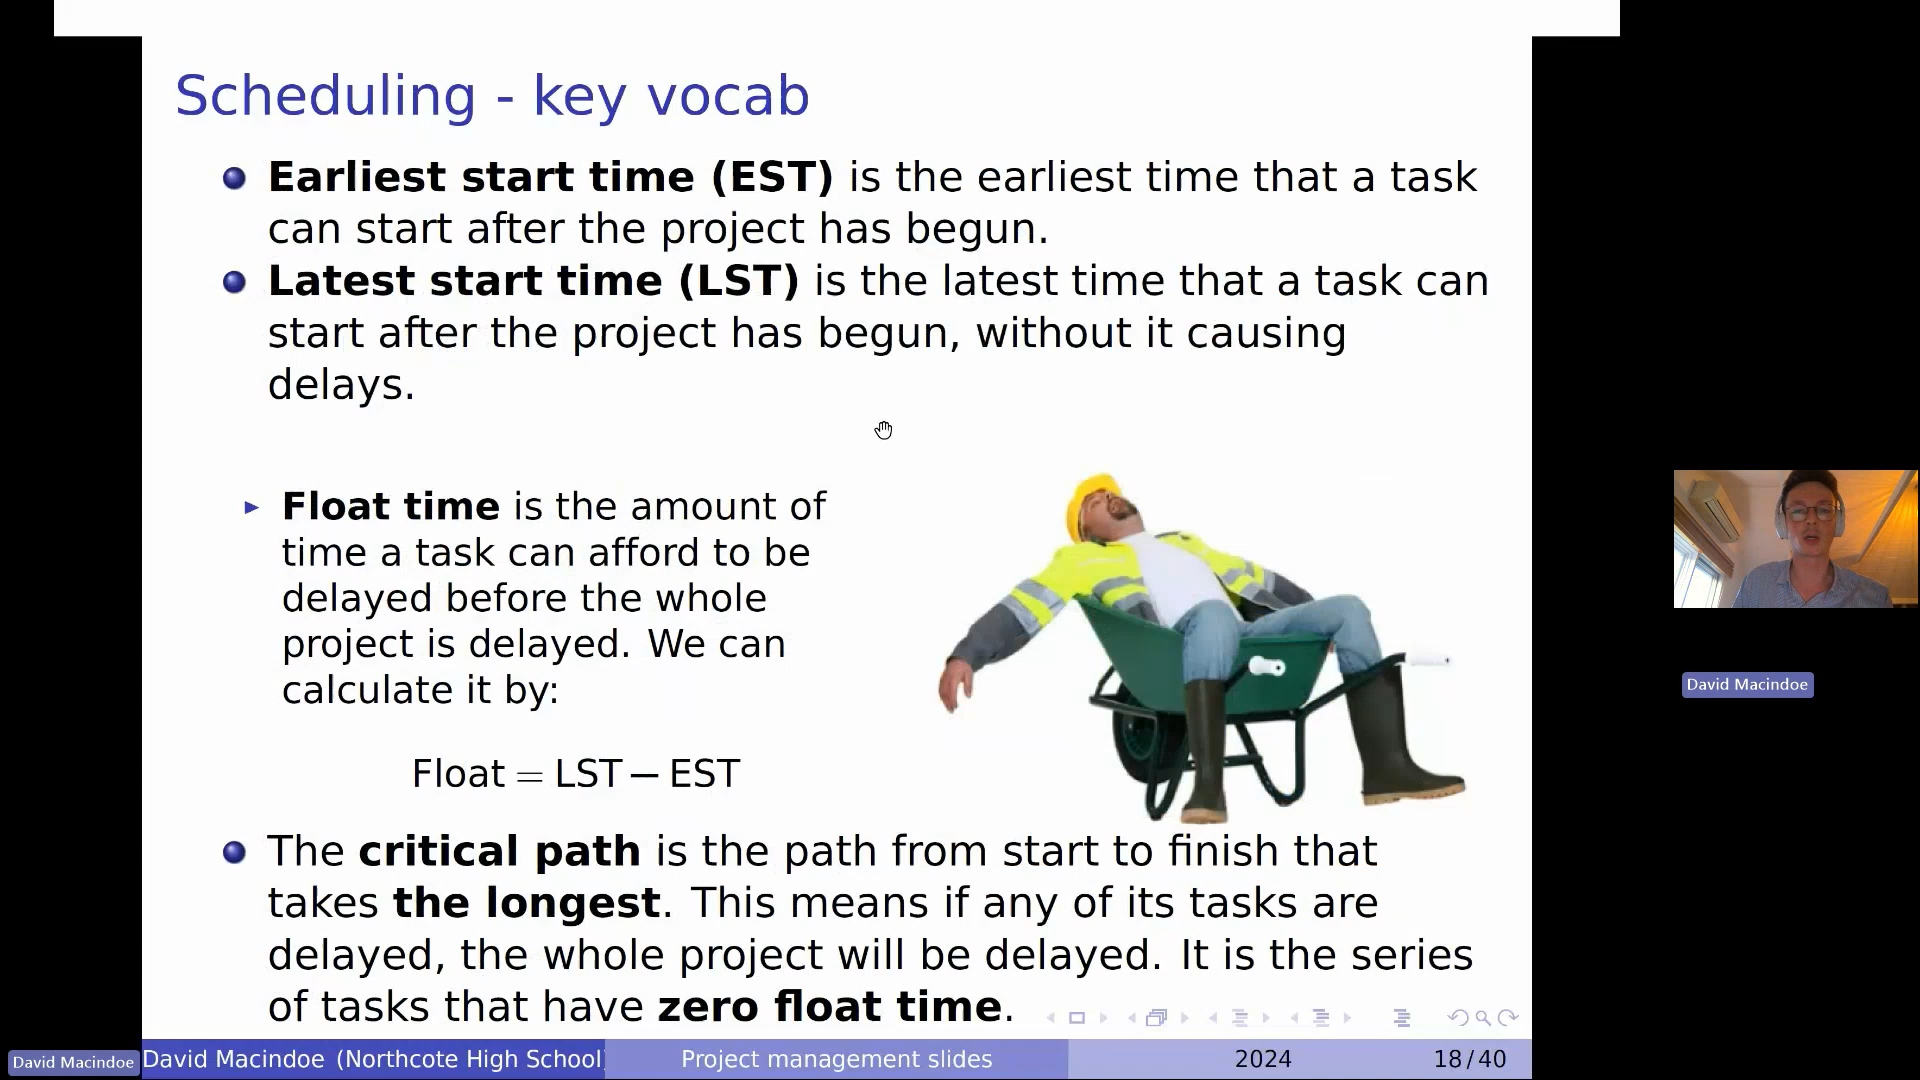 Scheduling - key vocab
Earliest start time (EST) is the earliest time that a task
can start after the project has begun.
Latest start time (LST) is the latest time that a task can
start after the project has begun, without it causing
delays.
Float time is the amount of
time a task can afford to be
delayed before the whole
project is delayed. We can
calculate it by:
Float = LST − EST
The critical path is the path from start to finish that
takes the longest. This means if any of its tasks are
delayed, the whole project will be delayed. It is the series
of tasks that have zero float time.
David Macindoe
David Macindoe
David Macindoe (Northcote High School)
Project management slides
2024
18 / 40